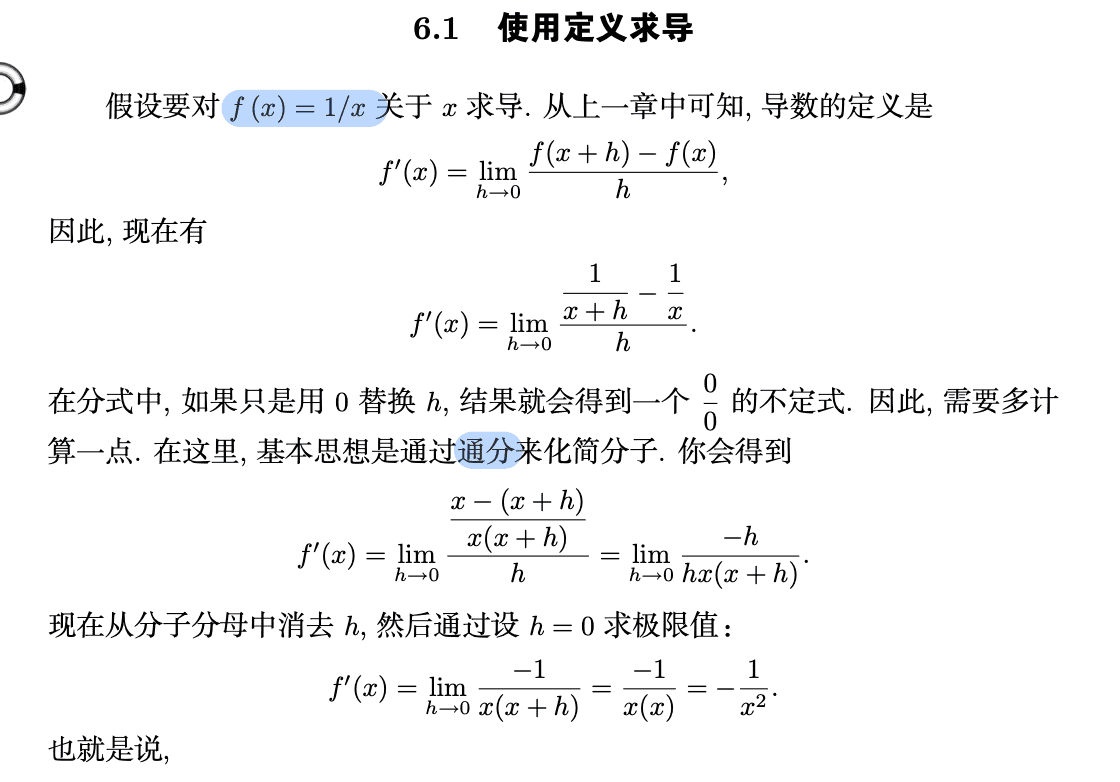 6.1 使用定义求导
假设要对 f (x) = 1/x 关于 x 求导. 从上一章中可知, 导数的定义是
f′(x) = lim_{h→0} \frac{f(x + h) − f(x)}{h},
因此, 现在有
f′(x) = lim_{h→0} \frac{\frac{1}{x + h} − \frac{1}{x}}{h}.
在分式中, 如果只是用 0 替换 h, 结果就会得到一个 \frac{0}{0} 的不定式. 因此, 需要多计
算一点. 在这里, 基本思想是通过通分来化简分子. 你会得到
f′(x) = lim_{h→0} \frac{\frac{x − (x + h)}{x(x + h)}}{h} = lim_{h→0} \frac{−h}{hx(x + h)}.
现在从分子分母中消去 h, 然后通过设 h = 0 求极限值：
f′(x) = lim_{h→0} \frac{−1}{x(x + h)} = \frac{−1}{x(x)} = −\frac{1}{x^2}.
也就是说,